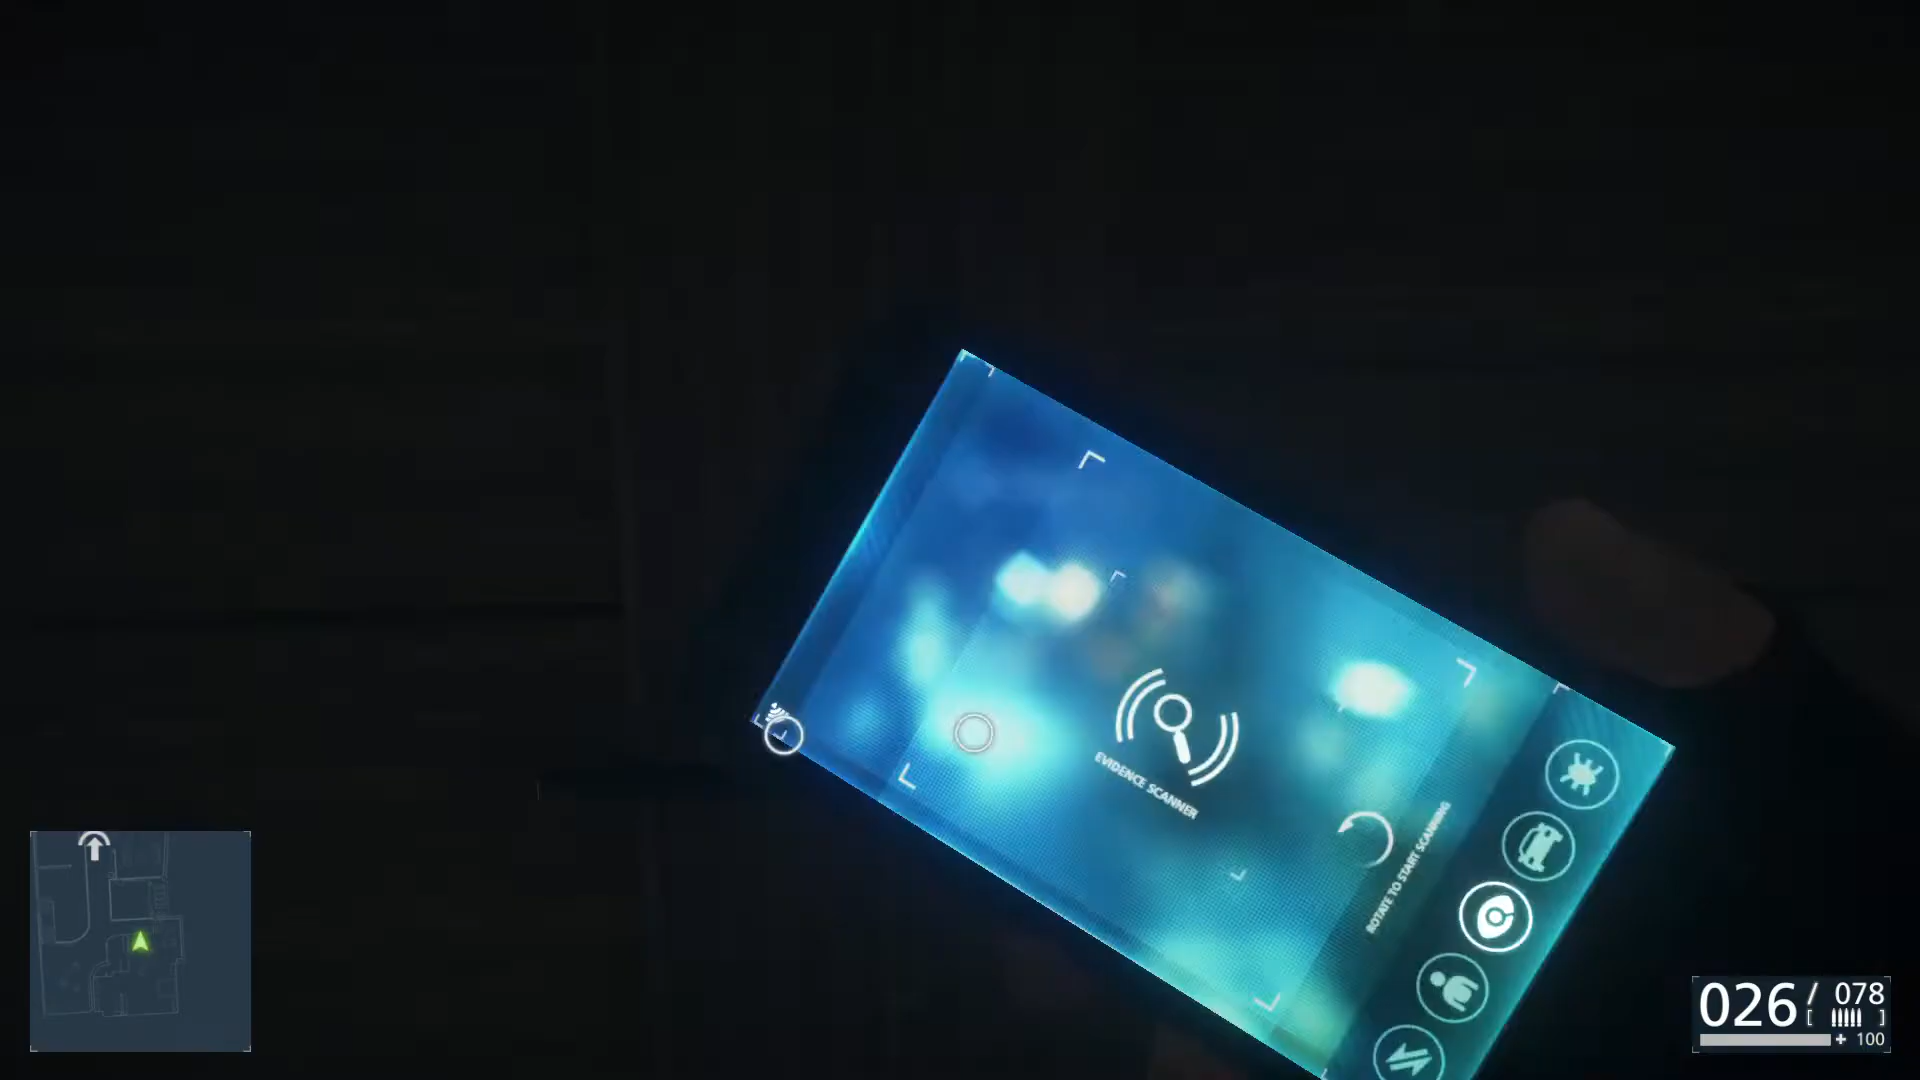 EVIDENCE SCANNER
ROTATE TO START SCANNING
026 / 078
[ ]
+ 100